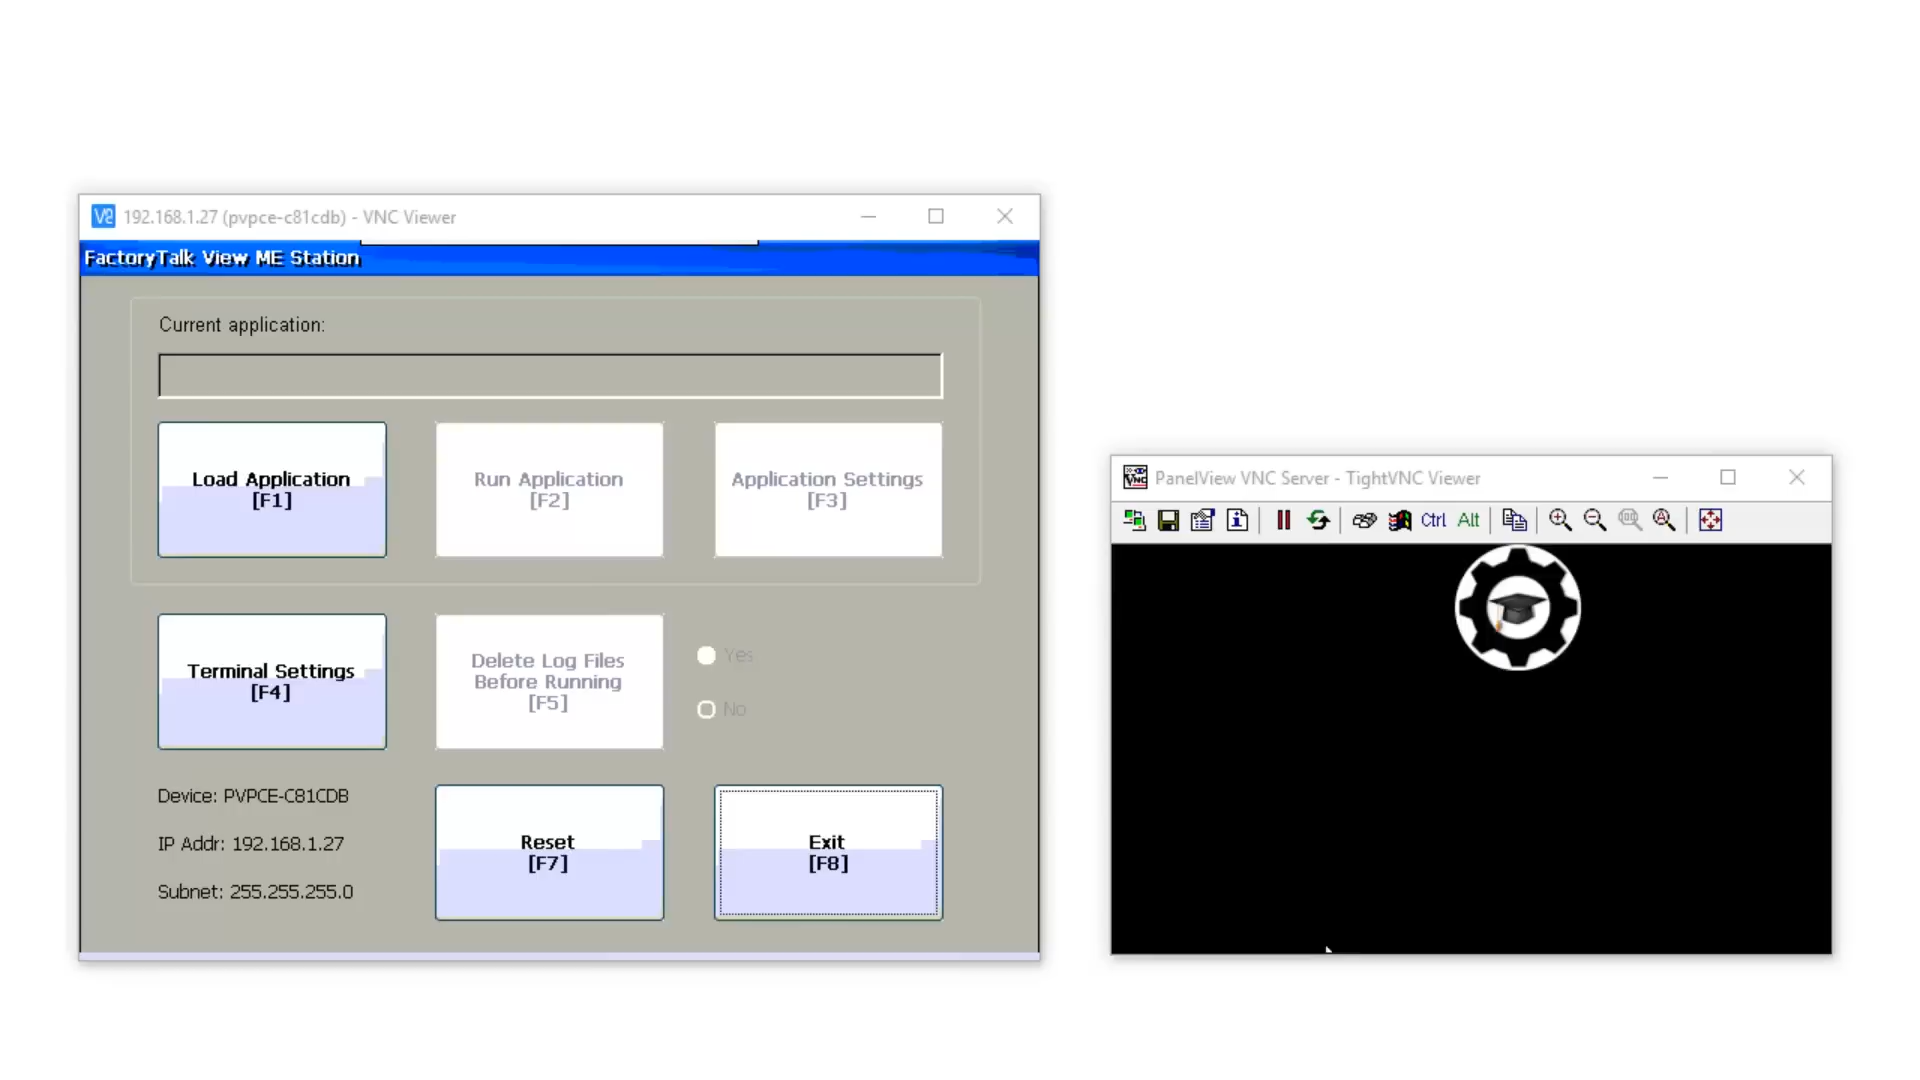 192.168.1.27 (pvpce-c81cdb) - VNC Viewer
FactoryTalk View ME Station
Current application:
Load Application
[F1]
Run Application
[F2]
Application Settings
[F3]
Terminal Settings
[F4]
Delete Log Files
Before Running
[F5]
Yes
No
Device: PVPCE-C81CDB
IP Addr: 192.168.1.27
Subnet: 255.255.255.0
Reset
[F7]
Exit
[F8]
PanelView VNC Server - TightVNC Viewer
Ctrl Alt